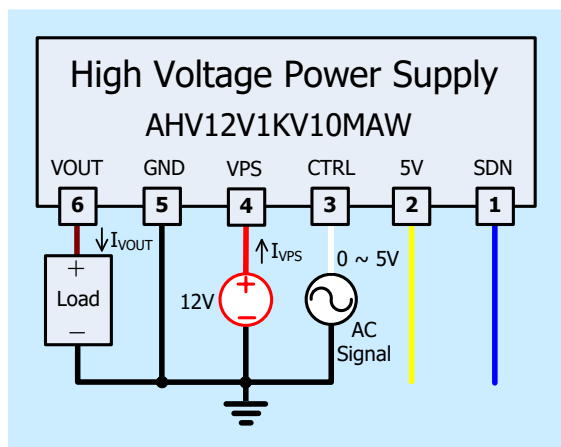 High Voltage Power Supply
AHV12V1KV10MAW
VOUT GND VPS CTRL 5V SDN
6 5 4 3 2 1
IVOUT IVPS 0 ~ 5V
+ +
Load 12V
− −
AC
Signal